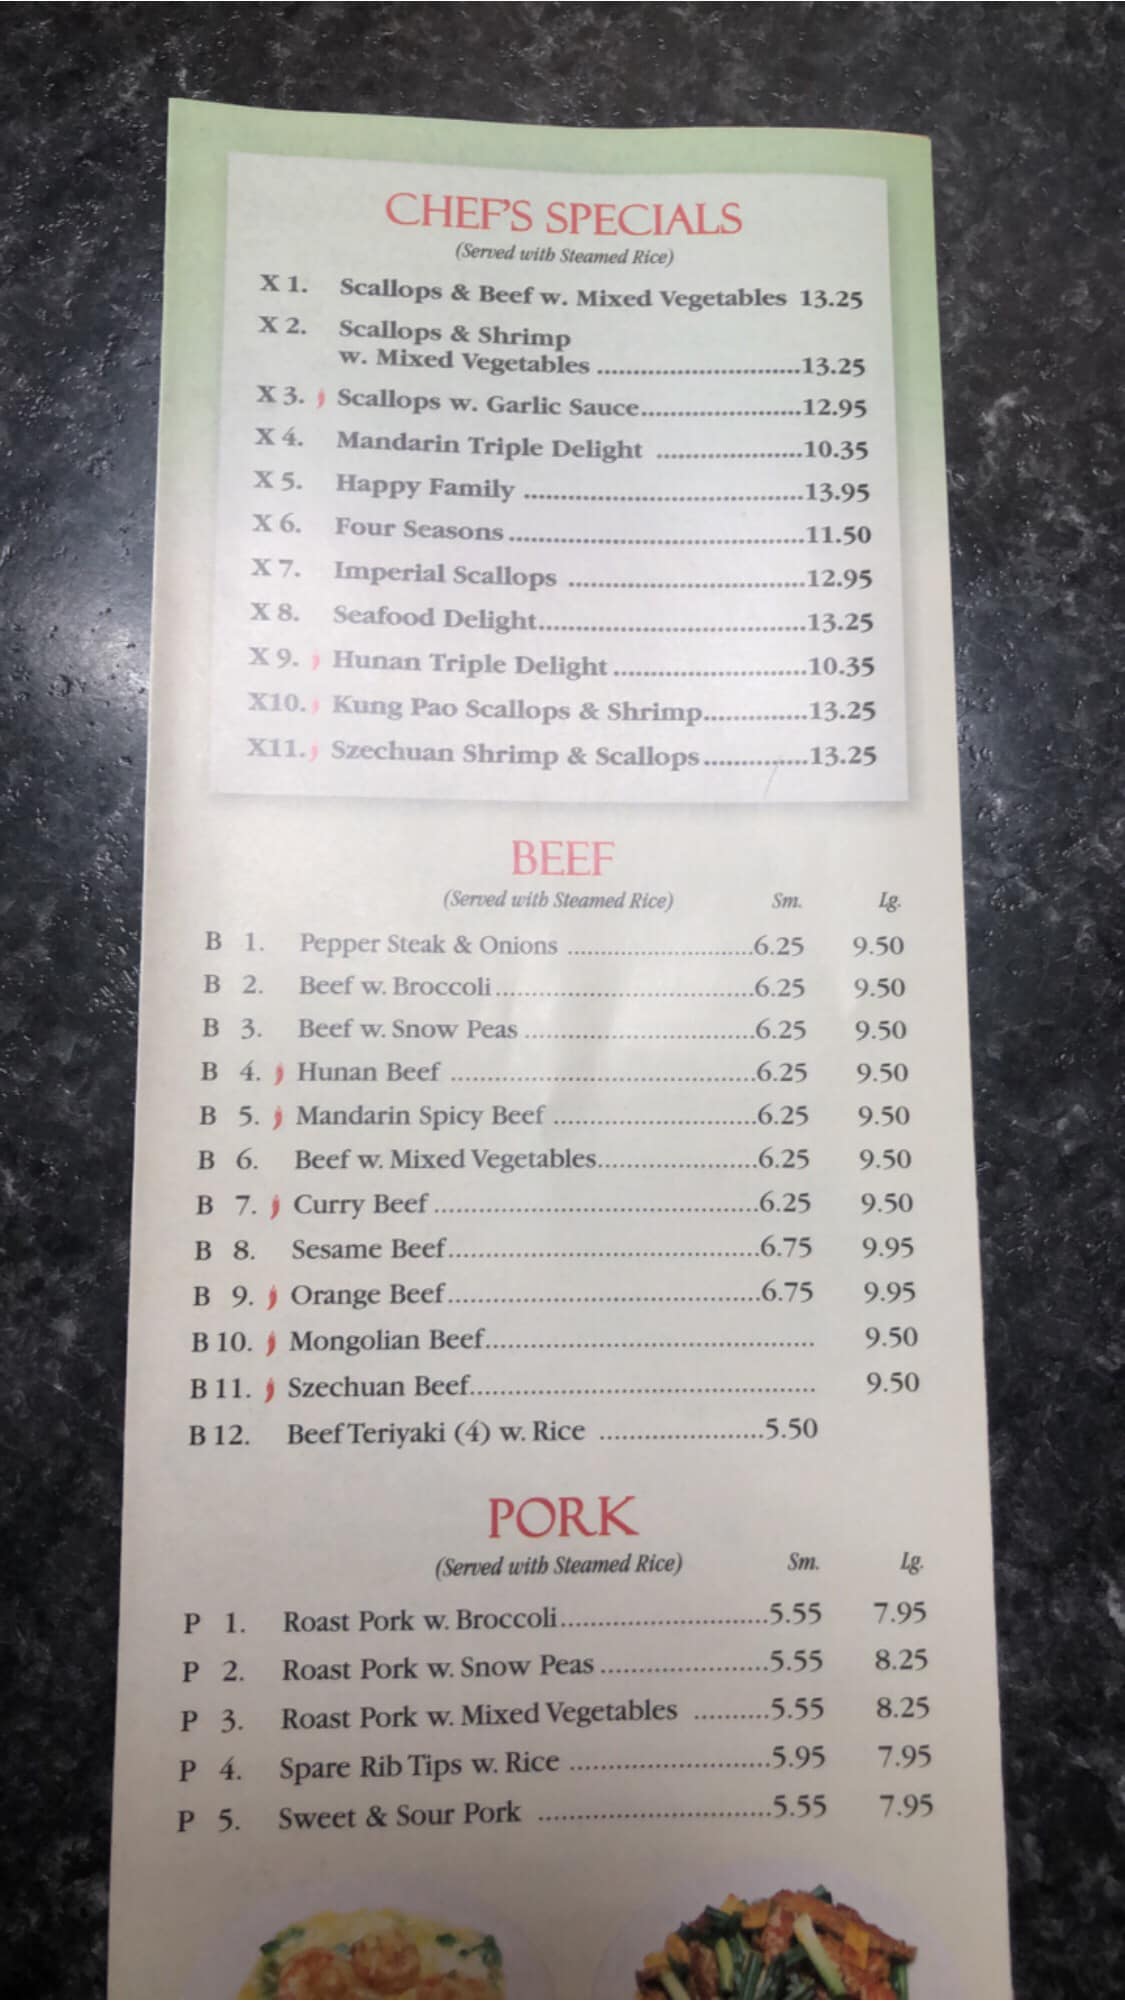 CHEF'S SPECIALS
(Served with Steamed Rice)
X 1. Scallops & Beef w. Mixed Vegetables 13.25
X 2. Scallops & Shrimp
w. Mixed Vegetables ...........................13.25
X 3. Scallops w. Garlic Sauce......................12.95
X 4. Mandarin Triple Delight ...................10.35
X 5. Happy Family .....................................13.95
X 6. Four Seasons.......................................11.50
X 7. Imperial Scallops ...............................12.95
X 8. Seafood Delight...................................13.25
X 9. Hunan Triple Delight.........................10.35
X10. Kung Pao Scallops & Shrimp..............13.25
X11. Szechuan Shrimp & Scallops..............13.25
BEEF
(Served with Steamed Rice) Sm. Lg.
B 1. Pepper Steak & Onions .........................6.25 9.50
B 2. Beef w. Broccoli...................................6.25 9.50
B 3. Beef w. Snow Peas ...............................6.25 9.50
B 4. Hunan Beef .........................................6.25 9.50
B 5. Mandarin Spicy Beef ...........................6.25 9.50
B 6. Beef w. Mixed Vegetables.....................6.25 9.50
B 7. Curry Beef ...........................................6.25 9.50
B 8. Sesame Beef.........................................6.75 9.95
B 9. Orange Beef.........................................6.75 9.95
B 10. Mongolian Beef............................................ 9.50
B 11. Szechuan Beef.............................................. 9.50
B 12. Beef Teriyaki (4) w. Rice ......................5.50
PORK
(Served with Steamed Rice) Sm. Lg.
P 1. Roast Pork w. Broccoli...........................5.55 7.95
P 2. Roast Pork w. Snow Peas ......................5.55 8.25
P 3. Roast Pork w. Mixed Vegetables ..........5.55 8.25
P 4. Spare Rib Tips w. Rice ..........................5.95 7.95
P 5. Sweet & Sour Pork ..............................5.55 7.95